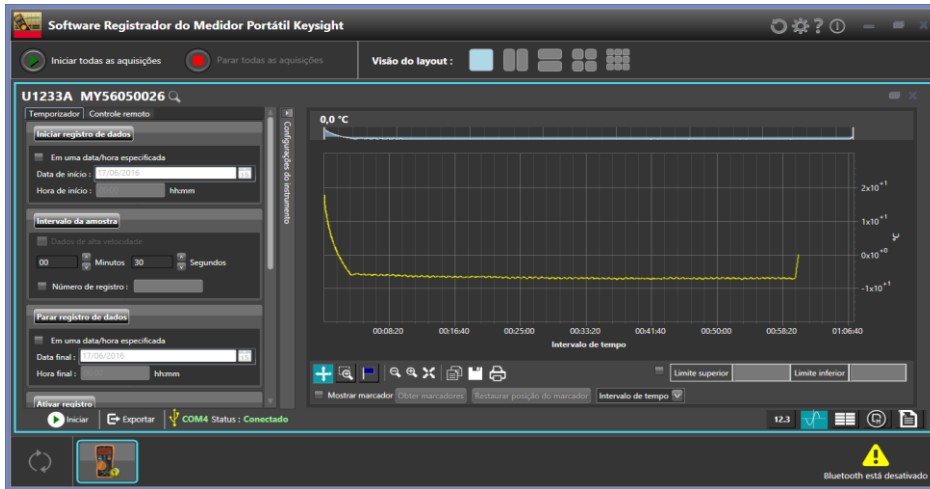 Software Registrador do Medidor Portátil Keysight
Iniciar todas as aquisições
Parar todas as aquisições
Visão do layout :
U1233A MY56050026
Temporizador
Controle remoto
Iniciar registro de dados
Em uma data/hora especificada
Data de início : 17/06/2016
Hora de início :
hh:mm
Intervalo da amostra
Dados de alta velocidade
00 Minutos 30 Segundos
Número de registro :
Parar registro de dados
Em uma data/hora especificada
Data final : 17/06/2016
Hora final :
hh:mm
Ativar registro
Iniciar
Exportar
COM4 Status : Conectado
Configurações do instrumento
0,0 °C
2x10⁺¹
1x10⁺¹
0x10⁺⁰
-1x10⁺¹
°C
00:08:20 00:16:40 00:25:00 00:33:20 00:41:40 00:50:00 00:58:20 01:06:40
Intervalo de tempo
Limite superior
Limite inferior
Mostrar marcador
Obter marcadores
Restaurar posição do marcador
Intervalo de tempo
12.3
Bluetooth está desativado